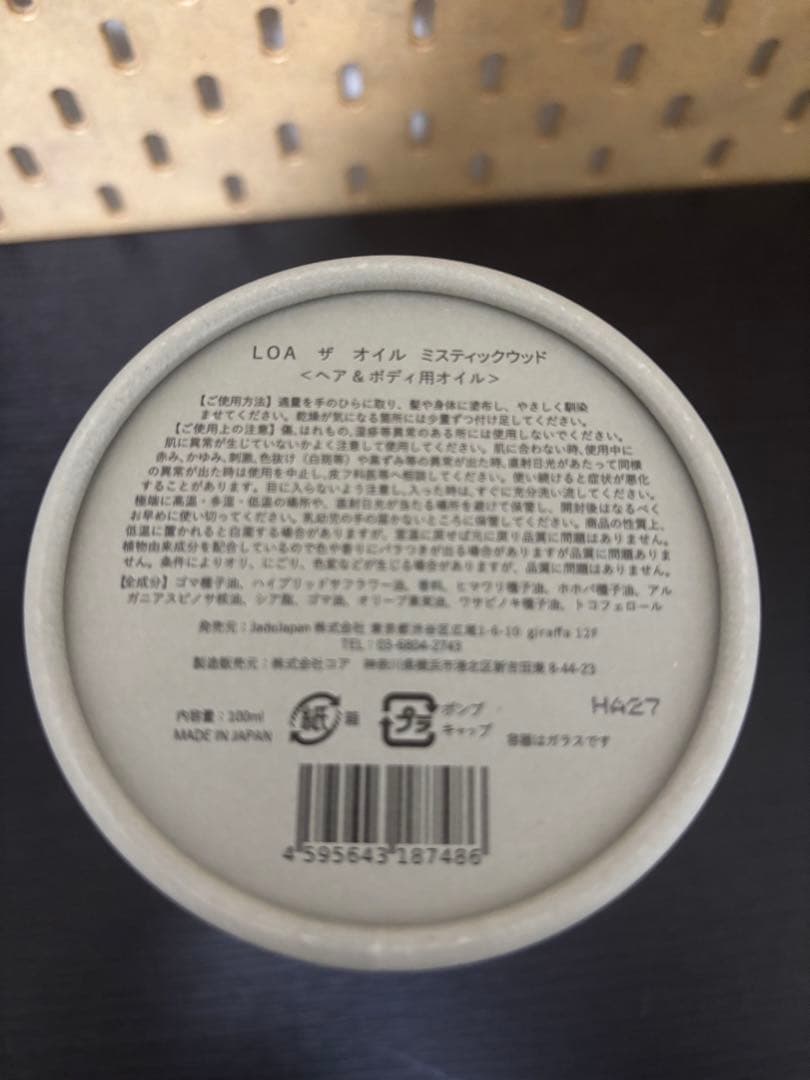 LOA ザ オイル ミスティックウッド
<ヘア&ボディ用オイル>
【ご使用方法】適量を手のひらに取り、髪や身体に塗布し、やさしく馴染
ませてください。乾燥が気になる箇所には少量ずつ付け足してください。
【ご使用上の注意】傷、はれもの、湿疹等異常のある所には使用しないでください。
肌に異常が生じていないかよく注意して使用してください。肌に合わない時、使用中に
赤み、かゆみ、刺激、色抜け(白斑等)や黒ずみ等の異常が出た時、直射日光があたって同様
の異常が出た時は使用を中止し、皮フ科医等へ相談してください。使い続けると症状が悪化
することがあります。目に入らないよう注意し、入った時は、すぐに充分洗い流してください。
極端に高温・多湿・低温の場所や、直射日光が当たる場所を避けて保管し、開封後はなるべく
お早めに使い切ってください。乳幼児の手の届かないところに保管してください。商品の性質上、
低温に置かれると白濁する場合がありますが、室温に戻せば元に戻り品質に問題はありません。
植物由来成分を配合しているので色や香りにバラつきが出る場合がありますが品質に問題ありま
せん。条件によりオリ、にごり、色変などが生じる場合がありますが、品質に問題はありません。
【全成分】ゴマ種子油、ハイブリッドサフラワー油、香料、ヒマワリ種子油、ホホバ種子油、アル
ガニアスピノサ核油、シア脂、ゴマ油、オリーブ果実油、ワサビノキ種子油、トコフェロール
発売元:JadeJapan 株式会社 東京都渋谷区広尾1-6-10 giraffa 12F
TEL:03-6804-2743
製造販売元:株式会社コア 神奈川県横浜市港北区新吉田東 8-44-23
内容量:100ml
MADE IN JAPAN
紙 箱
プラ ポンプ
キャップ
容器はガラスです
HA27
4 595643 187486